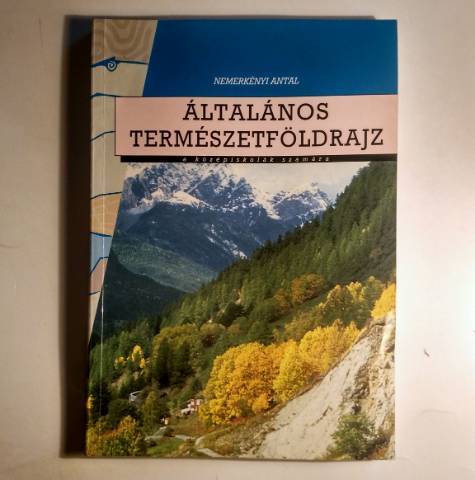 NEMERKÉNYI ANTAL
ÁLTALÁNOS
TERMÉSZETFÖLDRAJZ
a középiskolák számára